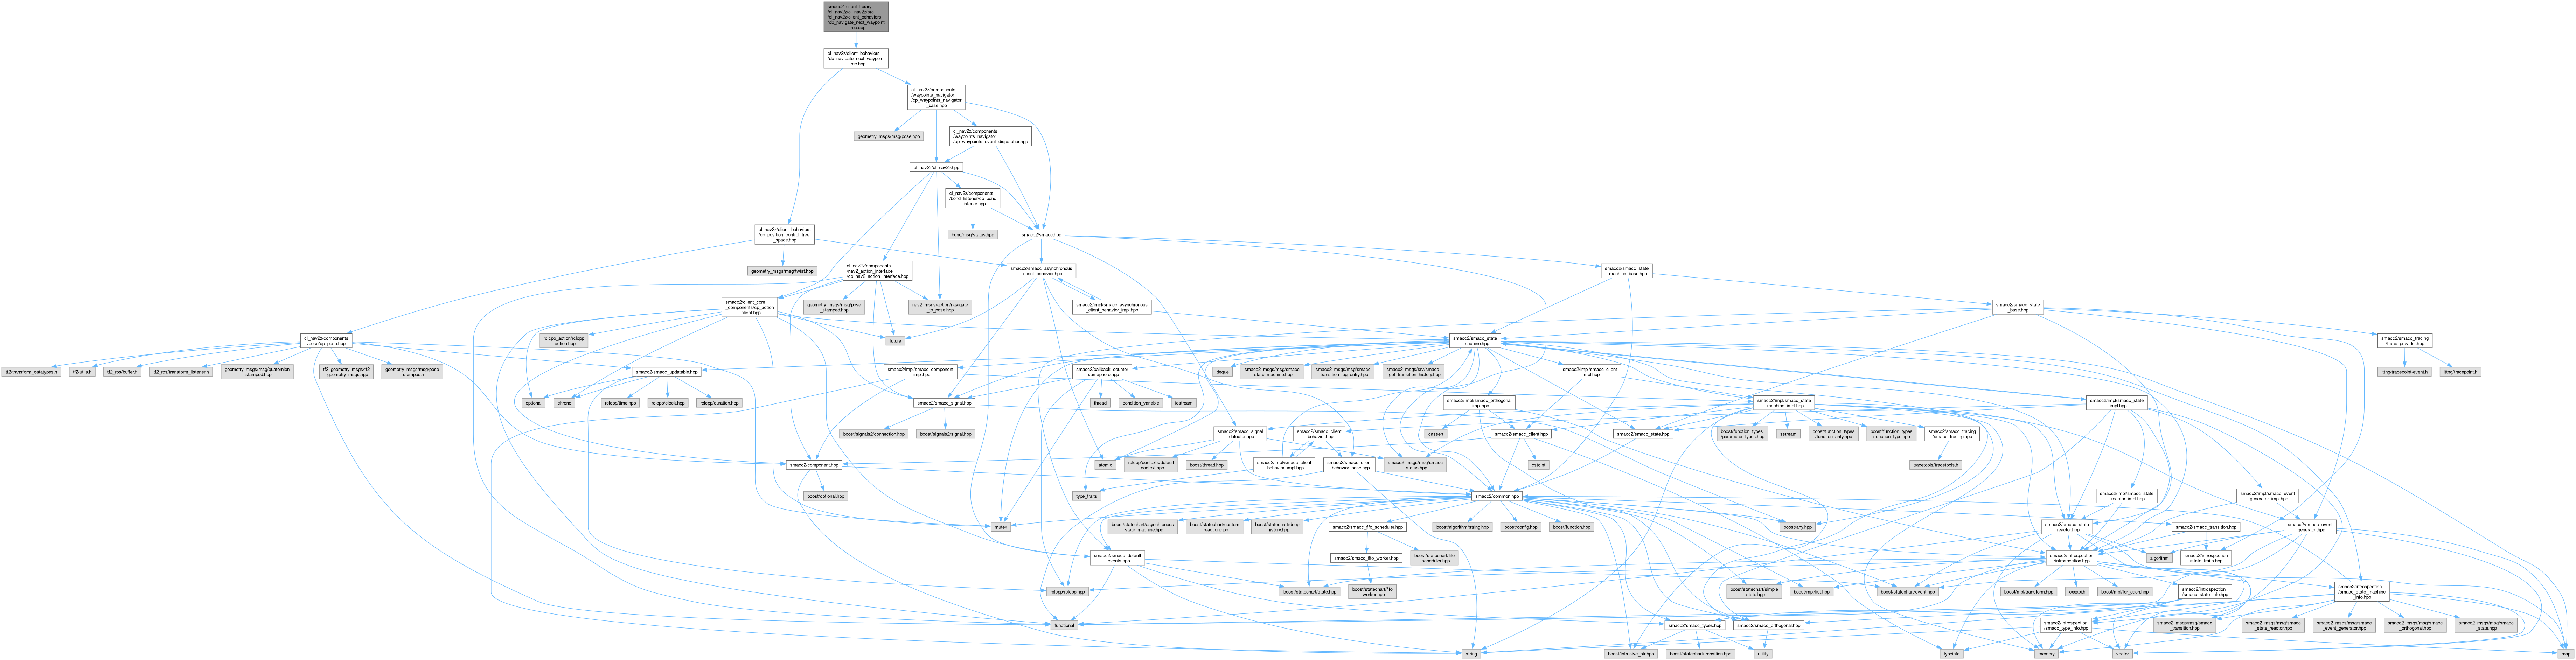 smacc2_client_library
/cl_nav2z/cl_nav2z/src
/cl_nav2z/client_behaviors
/cb_navigate_next_waypoint
_free.cpp
cl_nav2z/client_behaviors
/cb_navigate_next_waypoint
_free.hpp
cl_nav2z/components
/waypoints_navigator
/cp_waypoints_navigator
_base.hpp
geometry_msgs/msg/pose.hpp
cl_nav2z/components
/waypoints_navigator
/cp_waypoints_event_dispatcher.hpp
cl_nav2z/cl_nav2z.hpp
cl_nav2z/components
/bond_listener/cp_bond
_listener.hpp
cl_nav2z/client_behaviors
/cb_position_control_free
_space.hpp
bond/msg/status.hpp
smacc2/smacc.hpp
geometry_msgs/msg/twist.hpp
cl_nav2z/components
/nav2_action_interface
/cp_nav2_action_interface.hpp
smacc2/smacc_asynchronous
_client_behavior.hpp
smacc2/smacc_state
_machine_base.hpp
smacc2/client_core
_components/cp_action
_client.hpp
geometry_msgs/msg/pose
_stamped.hpp
nav2_msgs/action/navigate
_to_pose.hpp
smacc2/impl/smacc_asynchronous
_client_behavior_impl.hpp
smacc2/smacc_state
_base.hpp
cl_nav2z/components
/pose/cp_pose.hpp
rclcpp_action/rclcpp
_action.hpp
future
smacc2/smacc_state
_machine.hpp
smacc2/smacc_tracing
/trace_provider.hpp
tf2/transform_datatypes.h
tf2/utils.h
tf2_ros/buffer.h
tf2_ros/transform_listener.h
geometry_msgs/msg/quaternion
_stamped.hpp
tf2_geometry_msgs/tf2
_geometry_msgs.hpp
geometry_msgs/msg/pose
_stamped.h
smacc2/smacc_updatable.hpp
smacc2/impl/smacc_component
_impl.hpp
smacc2/callback_counter
_semaphore.hpp
deque
smacc2_msgs/msg/smacc
_state_machine.hpp
smacc2_msgs/msg/smacc
_transition_log_entry.hpp
smacc2_msgs/srv/smacc
_get_transition_history.hpp
smacc2/impl/smacc_client
_impl.hpp
lttng/tracepoint-event.h
lttng/tracepoint.h
optional
chrono
rclcpp/time.hpp
rclcpp/clock.hpp
rclcpp/duration.hpp
smacc2/smacc_signal.hpp
thread
condition_variable
iostream
smacc2/impl/smacc_orthogonal
_impl.hpp
smacc2/impl/smacc_state
_machine_impl.hpp
smacc2/impl/smacc_state
_impl.hpp
boost/signals2/connection.hpp
boost/signals2/signal.hpp
smacc2/smacc_signal
_detector.hpp
smacc2/smacc_client
_behavior.hpp
cassert
smacc2/smacc_client.hpp
smacc2/smacc_state.hpp
boost/function_types
/parameter_types.hpp
sstream
boost/function_types
/function_arity.hpp
boost/function_types
/function_type.hpp
smacc2/smacc_tracing
/smacc_tracing.hpp
smacc2/component.hpp
atomic
rclcpp/contexts/default
_context.hpp
boost/thread.hpp
smacc2/impl/smacc_client
_behavior_impl.hpp
smacc2/smacc_client
_behavior_base.hpp
smacc2_msgs/msg/smacc
_status.hpp
cstdint
tracetools/tracetools.h
boost/optional.hpp
type_traits
smacc2/common.hpp
smacc2/impl/smacc_state
_reactor_impl.hpp
smacc2/impl/smacc_event
_generator_impl.hpp
mutex
boost/statechart/asynchronous
_state_machine.hpp
boost/statechart/custom
_reaction.hpp
boost/statechart/deep
_history.hpp
smacc2/smacc_fifo_scheduler.hpp
boost/algorithm/string.hpp
boost/config.hpp
boost/function.hpp
boost/any.hpp
smacc2/smacc_state
_reactor.hpp
smacc2/smacc_transition.hpp
smacc2/smacc_event
_generator.hpp
smacc2/smacc_default
_events.hpp
smacc2/smacc_fifo_worker.hpp
boost/statechart/fifo
_scheduler.hpp
smacc2/introspection
/introspection.hpp
algorithm
smacc2/introspection
/state_traits.hpp
rclcpp/rclcpp.hpp
boost/statechart/state.hpp
boost/statechart/fifo
_worker.hpp
boost/statechart/simple
_state.hpp
boost/mpl/list.hpp
boost/statechart/event.hpp
boost/mpl/transform.hpp
cxxabi.h
boost/mpl/for_each.hpp
smacc2/introspection
/smacc_state_info.hpp
smacc2/introspection
/smacc_state_machine
_info.hpp
functional
smacc2/smacc_types.hpp
smacc2/smacc_orthogonal.hpp
smacc2/introspection
/smacc_type_info.hpp
smacc2_msgs/msg/smacc
_transition.hpp
smacc2_msgs/msg/smacc
_state_reactor.hpp
smacc2_msgs/msg/smacc
_event_generator.hpp
smacc2_msgs/msg/smacc
_orthogonal.hpp
smacc2_msgs/msg/smacc
_state.hpp
string
boost/intrusive_ptr.hpp
boost/statechart/transition.hpp
utility
typeinfo
memory
vector
map